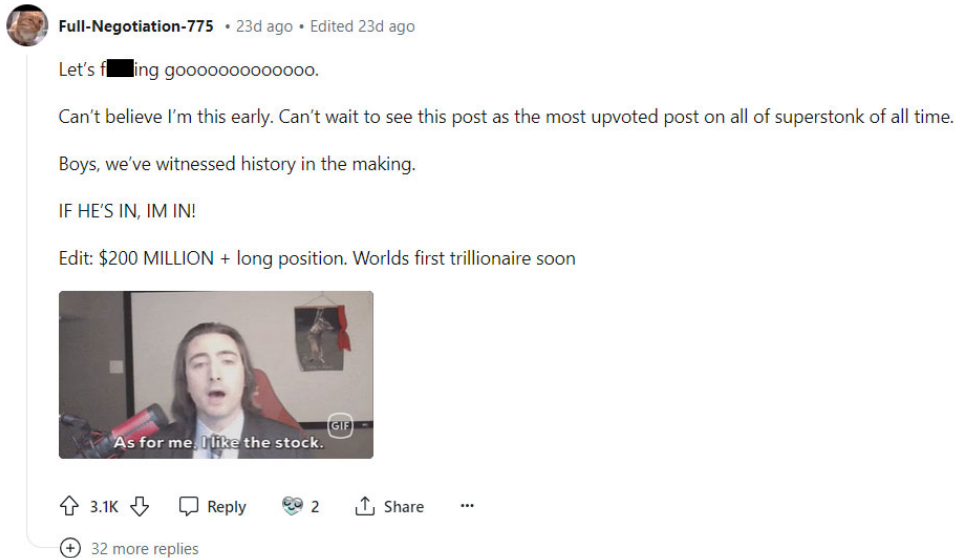 Full-Negotiation-775 • 23d ago • Edited 23d ago
Let's f ing goooooooooooooo.
Can't believe I'm this early. Can't wait to see this post as the most upvoted post on all of superstonk of all time.
Boys, we've witnessed history in the making.
IF HE'S IN, IM IN!
Edit: $200 MILLION + long position. Worlds first trillionaire soon
GIF
As for me, I like the stock.
3.1K Reply 2 Share ...
32 more replies